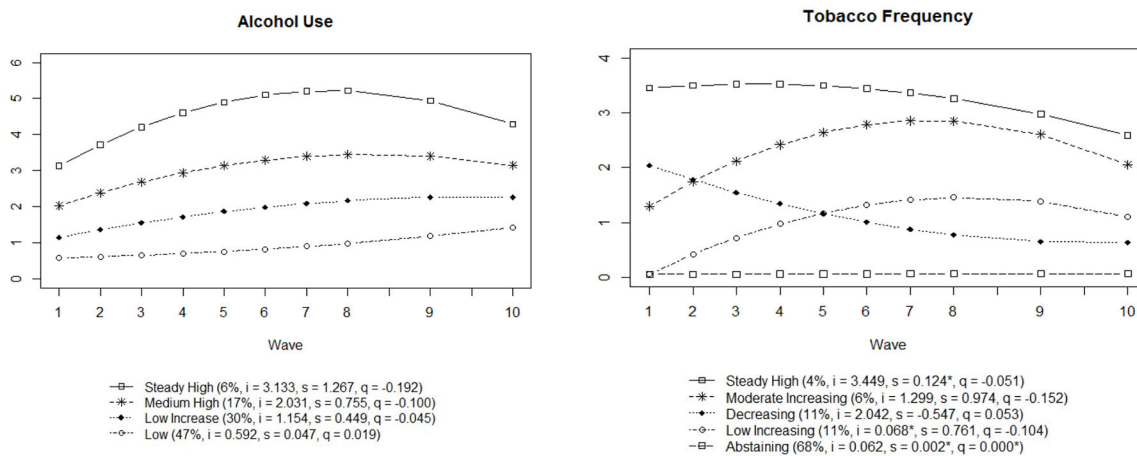 Alcohol Use
6
5
4
3
2
1
0
1 2 3 4 5 6 7 8 9 10
Wave
Steady High (6%, i = 3.133, s = 1.267, q = -0.192)
Medium High (17%, i = 2.031, s = 0.755, q = -0.100)
Low Increase (30%, i = 1.154, s = 0.449, q = -0.045)
Low (47%, i = 0.592, s = 0.047, q = 0.019)
Tobacco Frequency
4
3
2
1
0
1 2 3 4 5 6 7 8 9 10
Wave
Steady High (4%, i = 3.449, s = 0.124*, q = -0.051)
Moderate Increasing (6%, i = 1.299, s = 0.974, q = -0.152)
Decreasing (11%, i = 2.042, s = -0.547, q = 0.053)
Low Increasing (11%, i = 0.068*, s = 0.761, q = -0.104)
Abstaining (68%, i = 0.062, s = 0.002*, q = 0.000*)